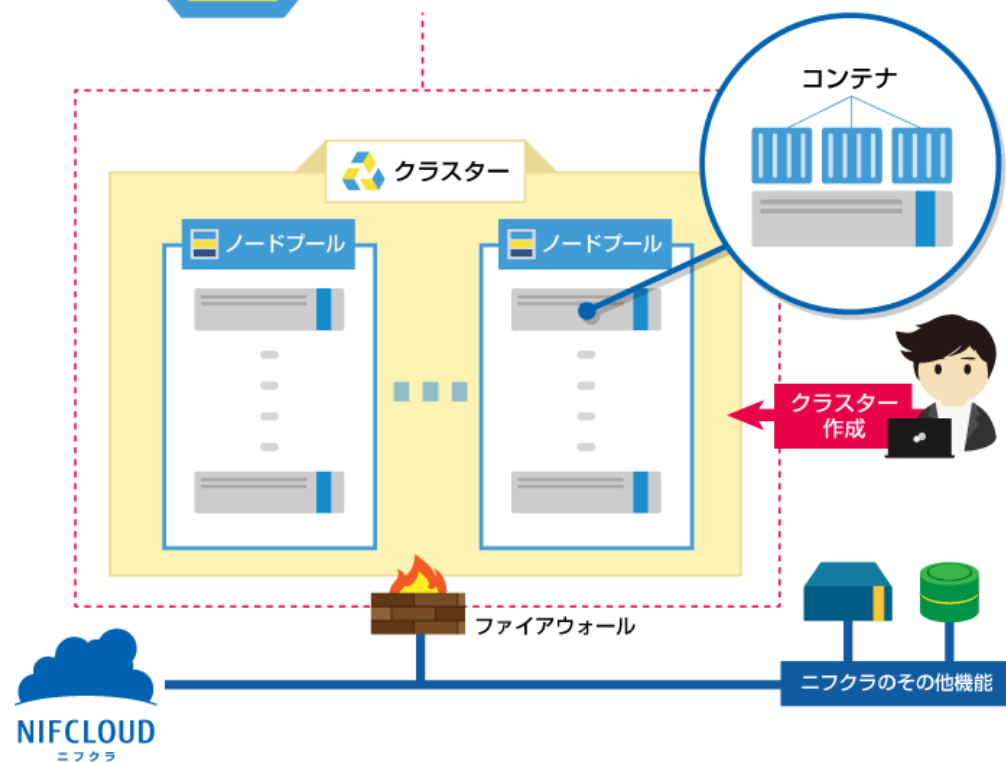 コンテナ
クラスター
ノードプール
ノードプール
クラスター
作成
ファイアウォール
ニフクラのその他機能
NIFCLOUD
ニフクラ